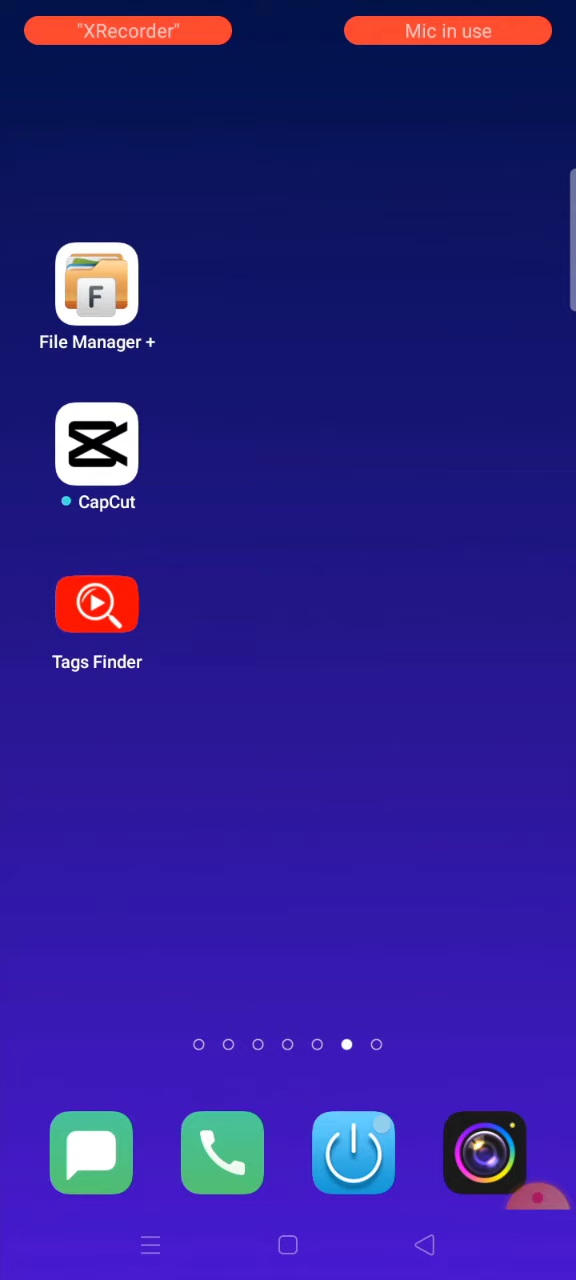 "XRecorder"
Mic in use
F
File Manager +
CapCut
Tags Finder